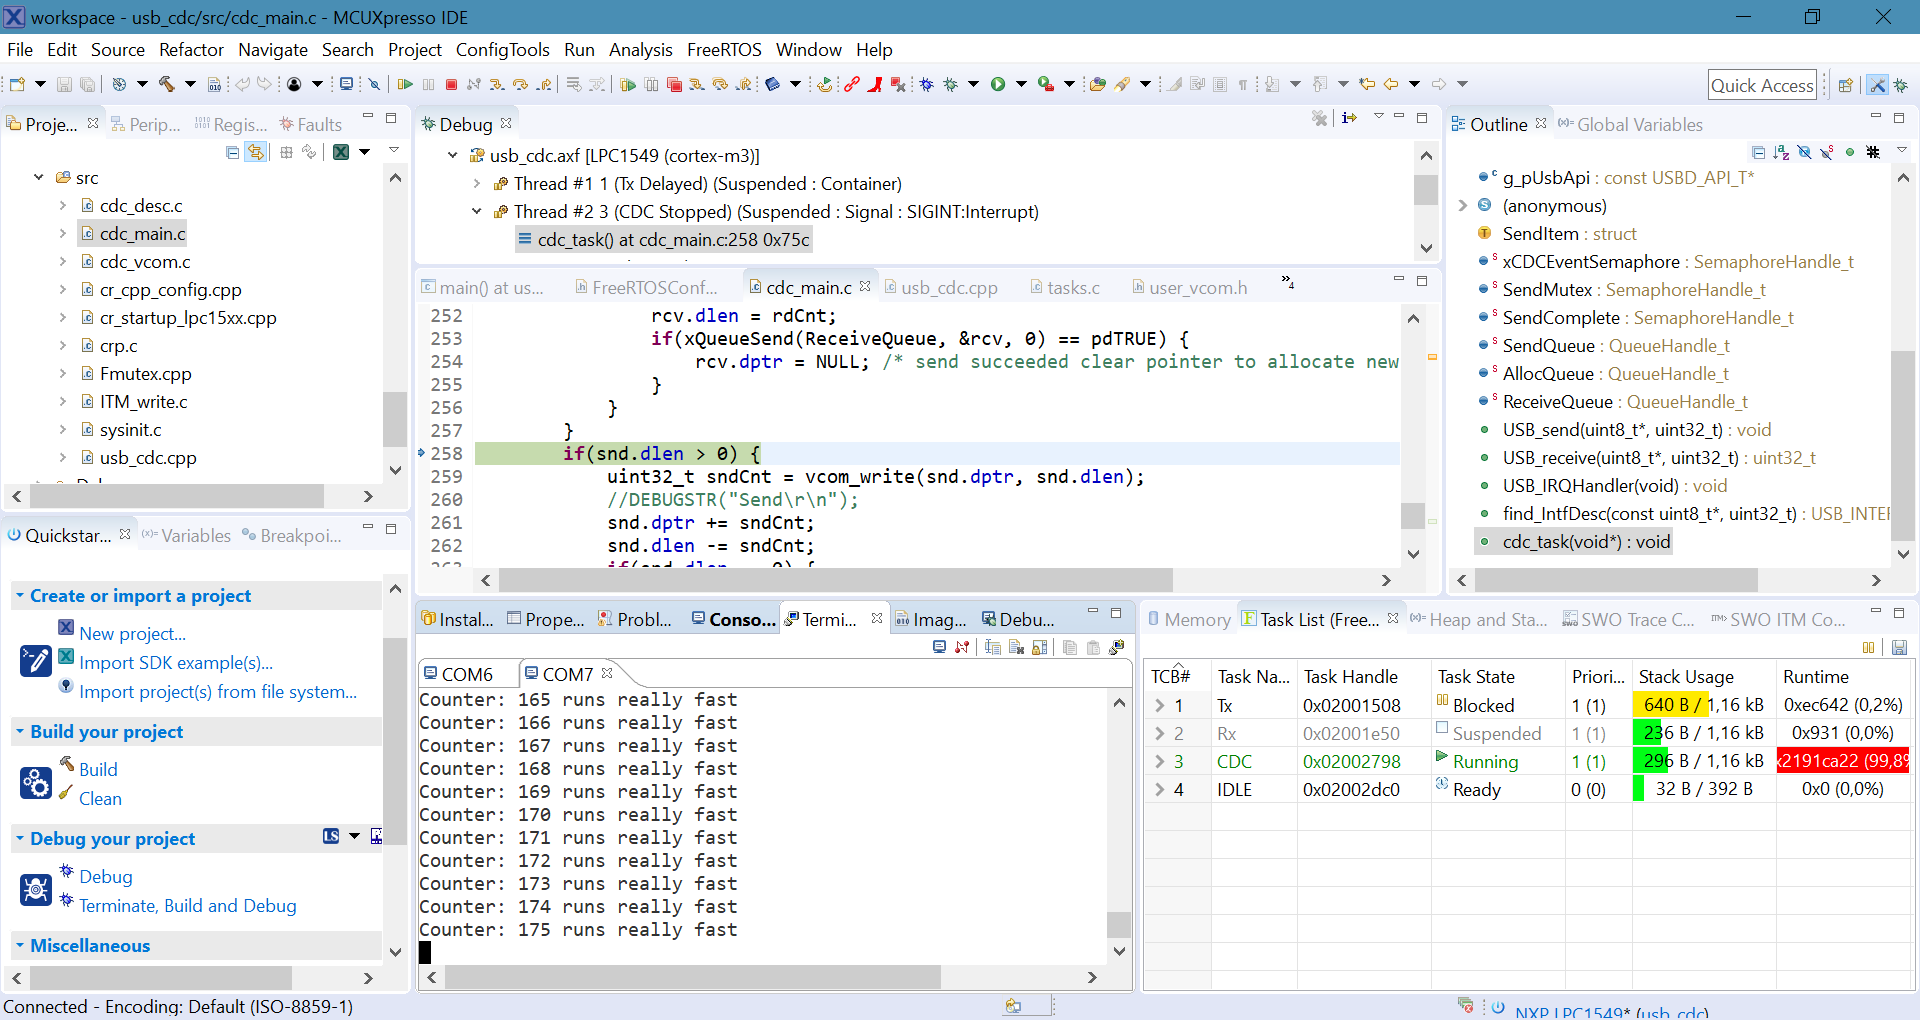 workspace - usb_cdc/src/cdc_main.c - MCUXpresso IDE
File Edit Source Refactor Navigate Search Project ConfigTools Run Analysis FreeRTOS Window Help
Quick Access
Proje... Perip... Regis... Faults
src
cdc_desc.c
cdc_main.c
cdc_vcom.c
cr_cpp_config.cpp
cr_startup_lpc15xx.cpp
crp.c
Fmutex.cpp
ITM_write.c
sysinit.c
usb_cdc.cpp
Debug
usb_cdc.axf [LPC1549 (cortex-m3)]
Thread #1 1 (Tx Delayed) (Suspended : Container)
Thread #2 3 (CDC Stopped) (Suspended : Signal : SIGINT:Interrupt)
cdc_task() at cdc_main.c:258 0x75c
main() at us... FreeRTOSConf... cdc_main.c usb_cdc.cpp tasks.c user_vcom.h »4
252 rcv.dlen = rdCnt;
253 if(xQueueSend(ReceiveQueue, &rcv, 0) == pdTRUE) {
254 rcv.dptr = NULL; /* send succeeded clear pointer to allocate new
255 }
256 }
257 }
258 if(snd.dlen > 0) {
259 uint32_t sndCnt = vcom_write(snd.dptr, snd.dlen);
260 //DEBUGSTR("Send\r\n");
261 snd.dptr += sndCnt;
262 snd.dlen -= sndCnt;
Outline Global Variables
g_pUsbApi : const USBD_API_T*
(anonymous)
SendItem : struct
xCDCEventSemaphore : SemaphoreHandle_t
SendMutex : SemaphoreHandle_t
SendComplete : SemaphoreHandle_t
SendQueue : QueueHandle_t
AllocQueue : QueueHandle_t
ReceiveQueue : QueueHandle_t
USB_send(uint8_t*, uint32_t) : void
USB_receive(uint8_t*, uint32_t) : uint32_t
USB_IRQHandler(void) : void
find_IntfDesc(const uint8_t*, uint32_t) : USB_INTER
cdc_task(void*) : void
Quickstar... Variables Breakpoi...
Create or import a project
New project...
Import SDK example(s)...
Import project(s) from file system...
Build your project
Build
Clean
Debug your project
LS
Debug
Terminate, Build and Debug
Miscellaneous
Instal... Prope... Probl... Conso... Termi... Imag... Debu...
COM6 COM7
Counter: 165 runs really fast
Counter: 166 runs really fast
Counter: 167 runs really fast
Counter: 168 runs really fast
Counter: 169 runs really fast
Counter: 170 runs really fast
Counter: 171 runs really fast
Counter: 172 runs really fast
Counter: 173 runs really fast
Counter: 174 runs really fast
Counter: 175 runs really fast
Memory Task List (Free... Heap and Sta... SWO Trace C... SWO ITM Co...
TCB# Task Na... Task Handle Task State Priori... Stack Usage Runtime
1 Tx 0x02001508 Blocked 1 (1) 640 B / 1,16 kB 0xec642 (0,2%)
2 Rx 0x02001e50 Suspended 1 (1) 236 B / 1,16 kB 0x931 (0,0%)
3 CDC 0x02002798 Running 1 (1) 296 B / 1,16 kB x2191ca22 (99,8%
4 IDLE 0x02002dc0 Ready 0 (0) 32 B / 392 B 0x0 (0,0%)
Connected - Encoding: Default (ISO-8859-1)
NXP LPC1549* (usb_cdc)